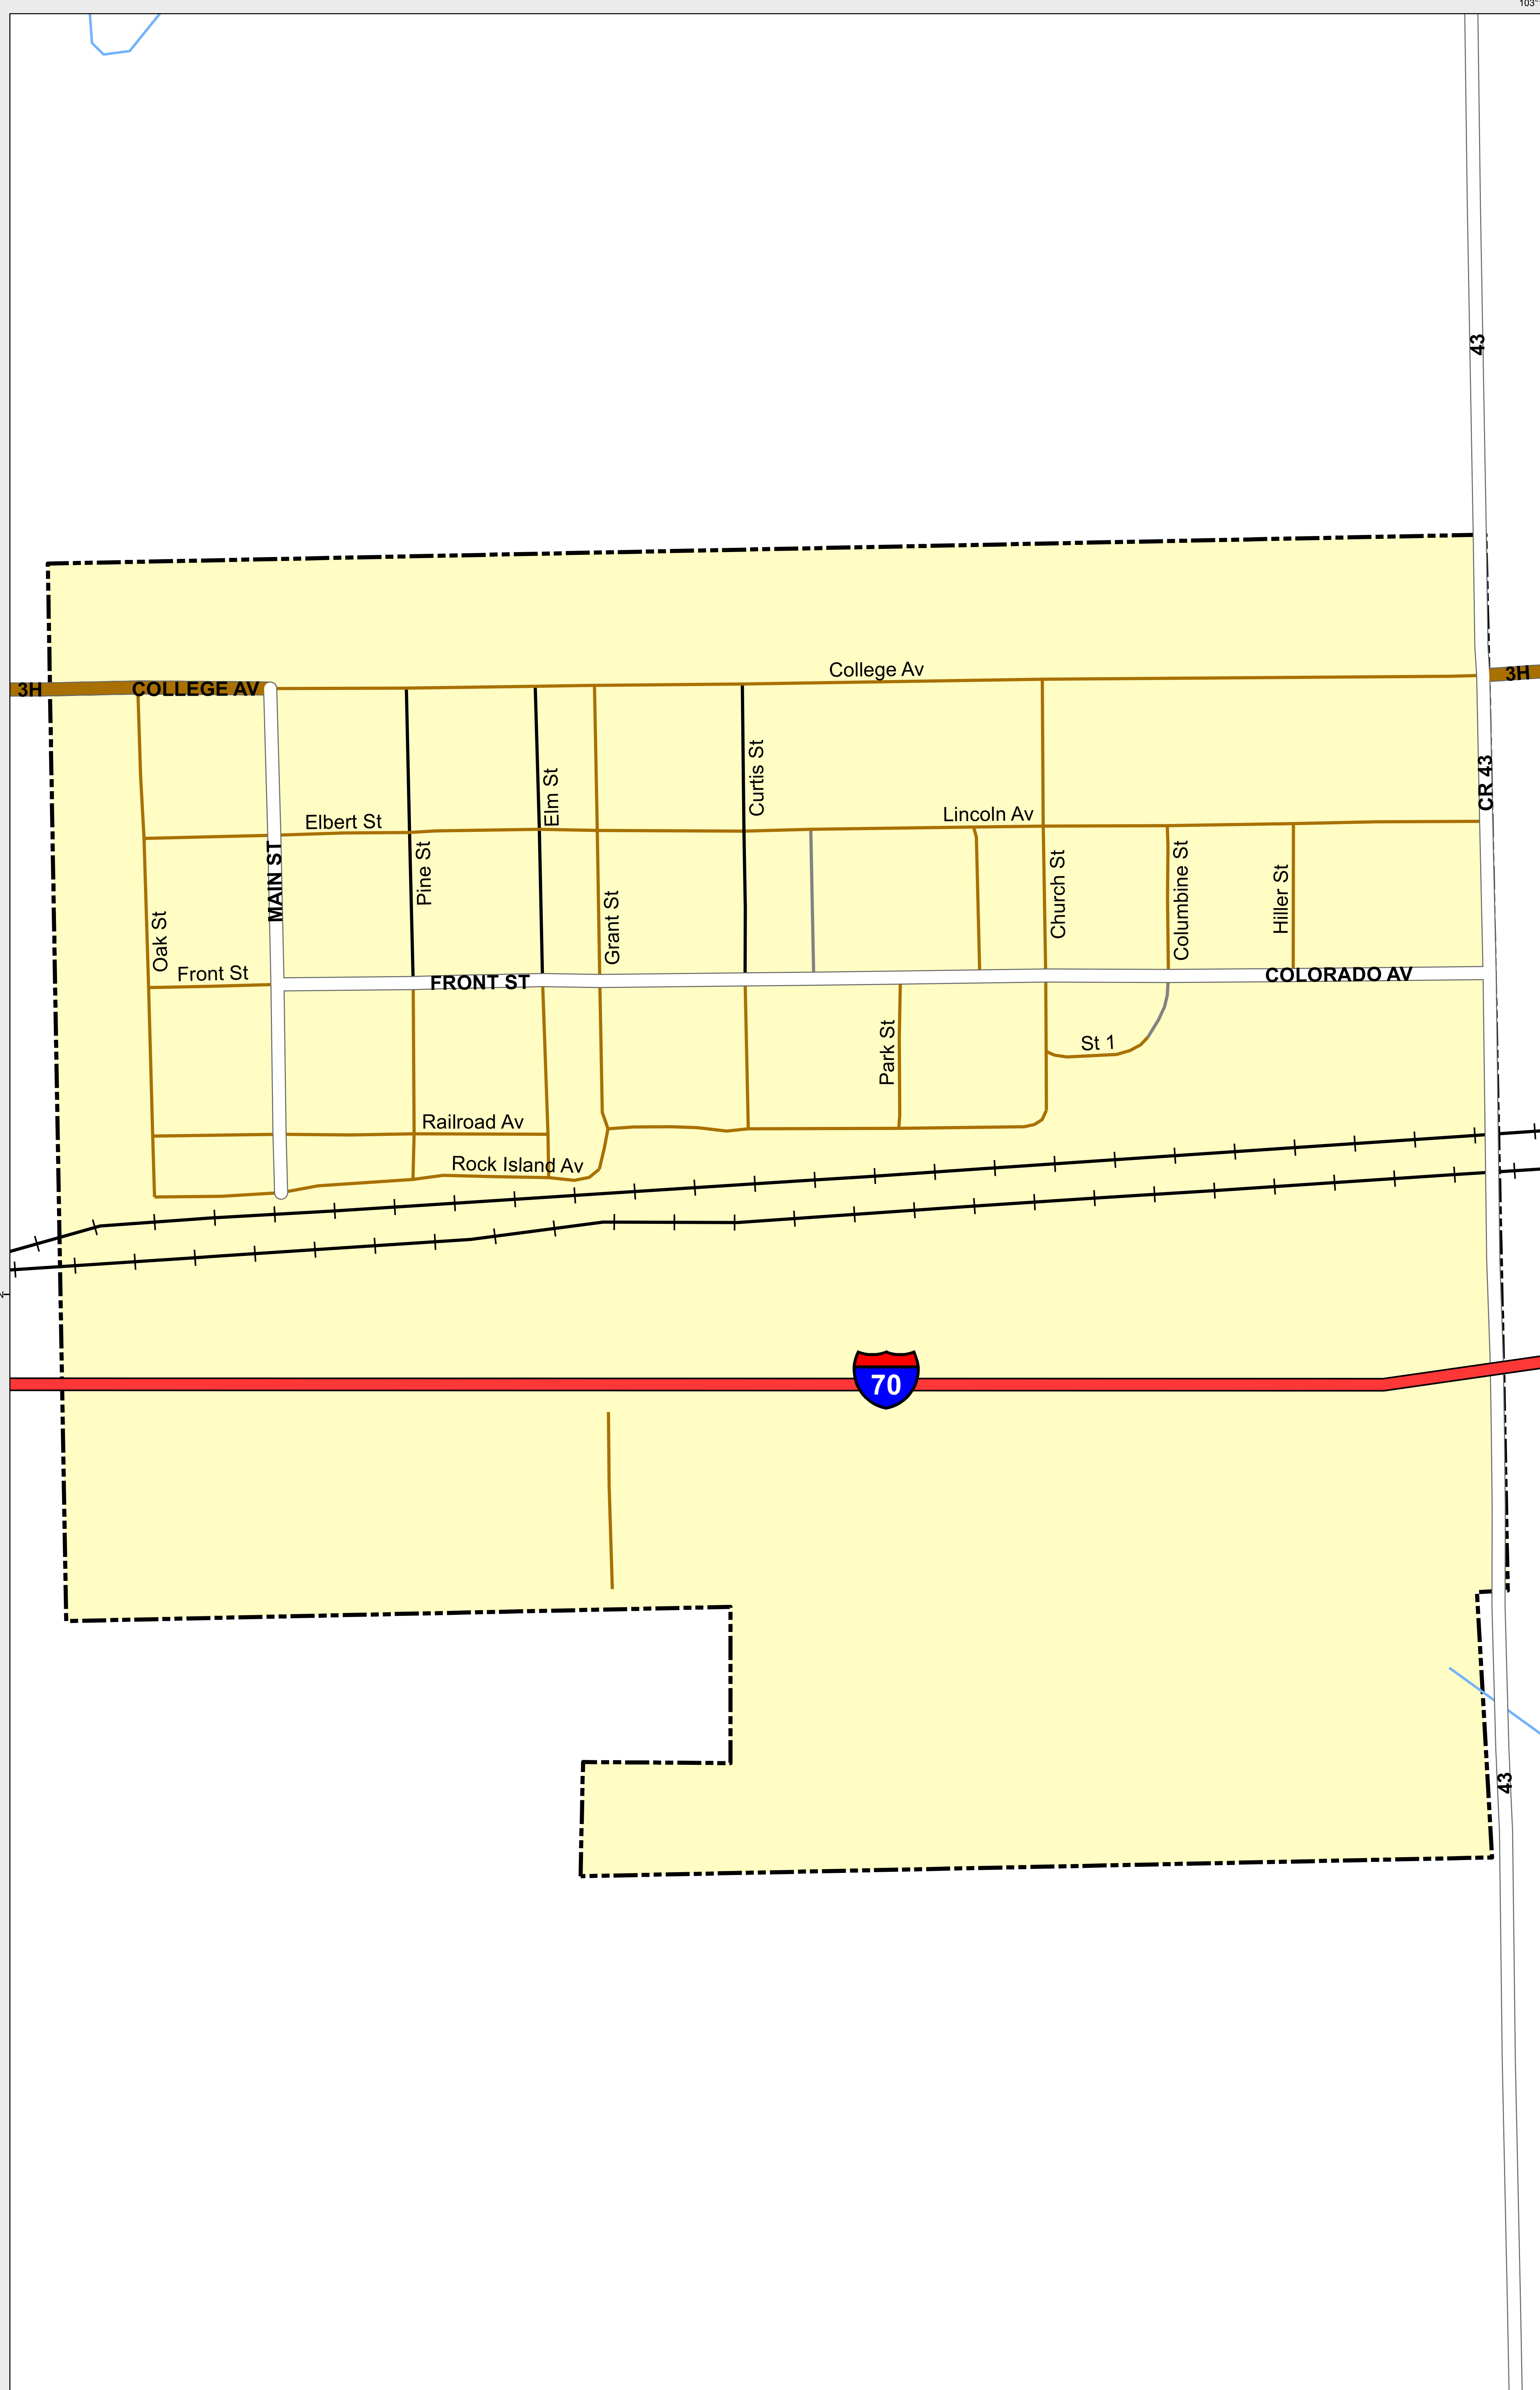 103°
43
College Av
3H
COLLEGE AV
3H
Curtis St
CR 43
Elm St
Lincoln Av
Elbert St
MAIN ST
Pine St
Church St
Columbine St
Hiller St
Grant St
Oak St
Front St
FRONT ST
COLORADO AV
Park St
St 1
Railroad Av
Rock Island Av
70
43